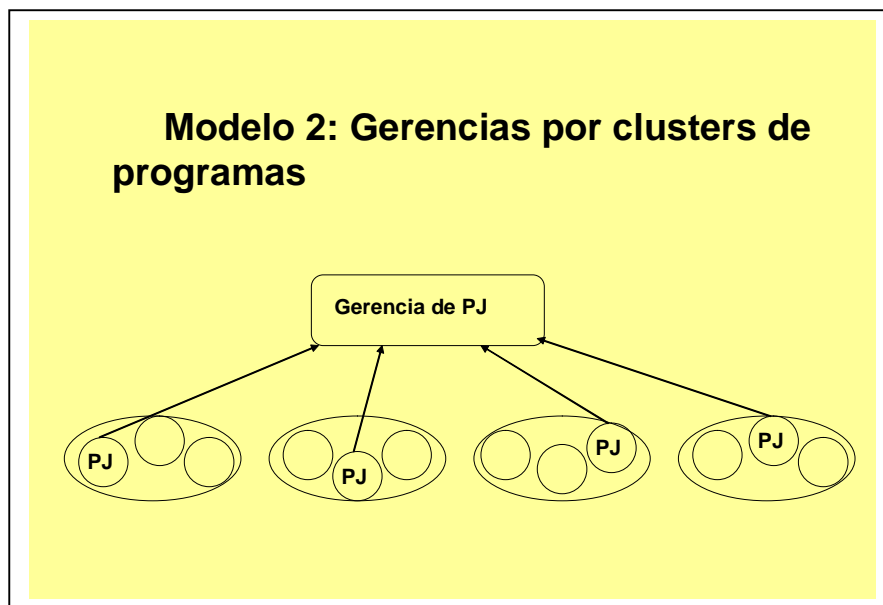 Modelo 2: Gerencias por clusters de
programas
Gerencia de PJ
PJ
PJ
PJ
PJ